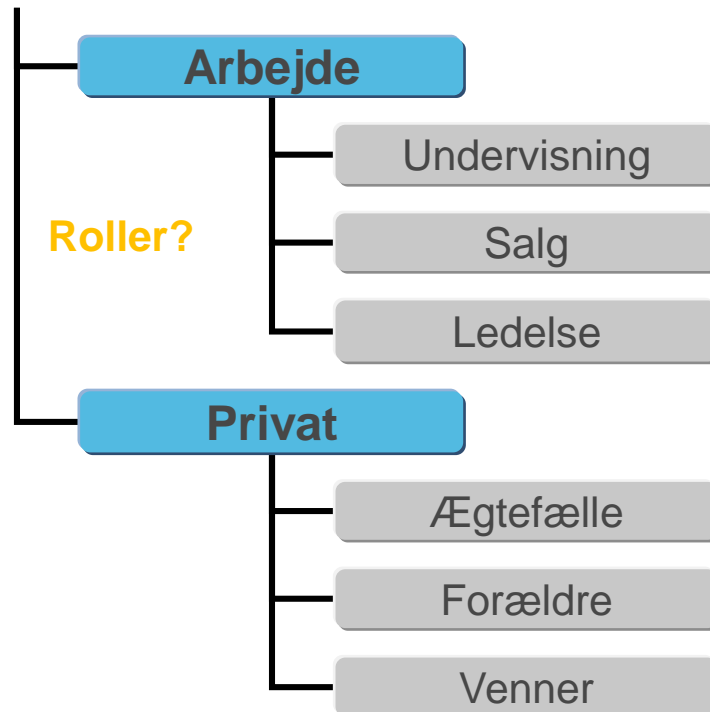 Arbejde
Undervisning
Roller?
Salg
Ledelse
Privat
Ægtefælle
Forældre
Venner